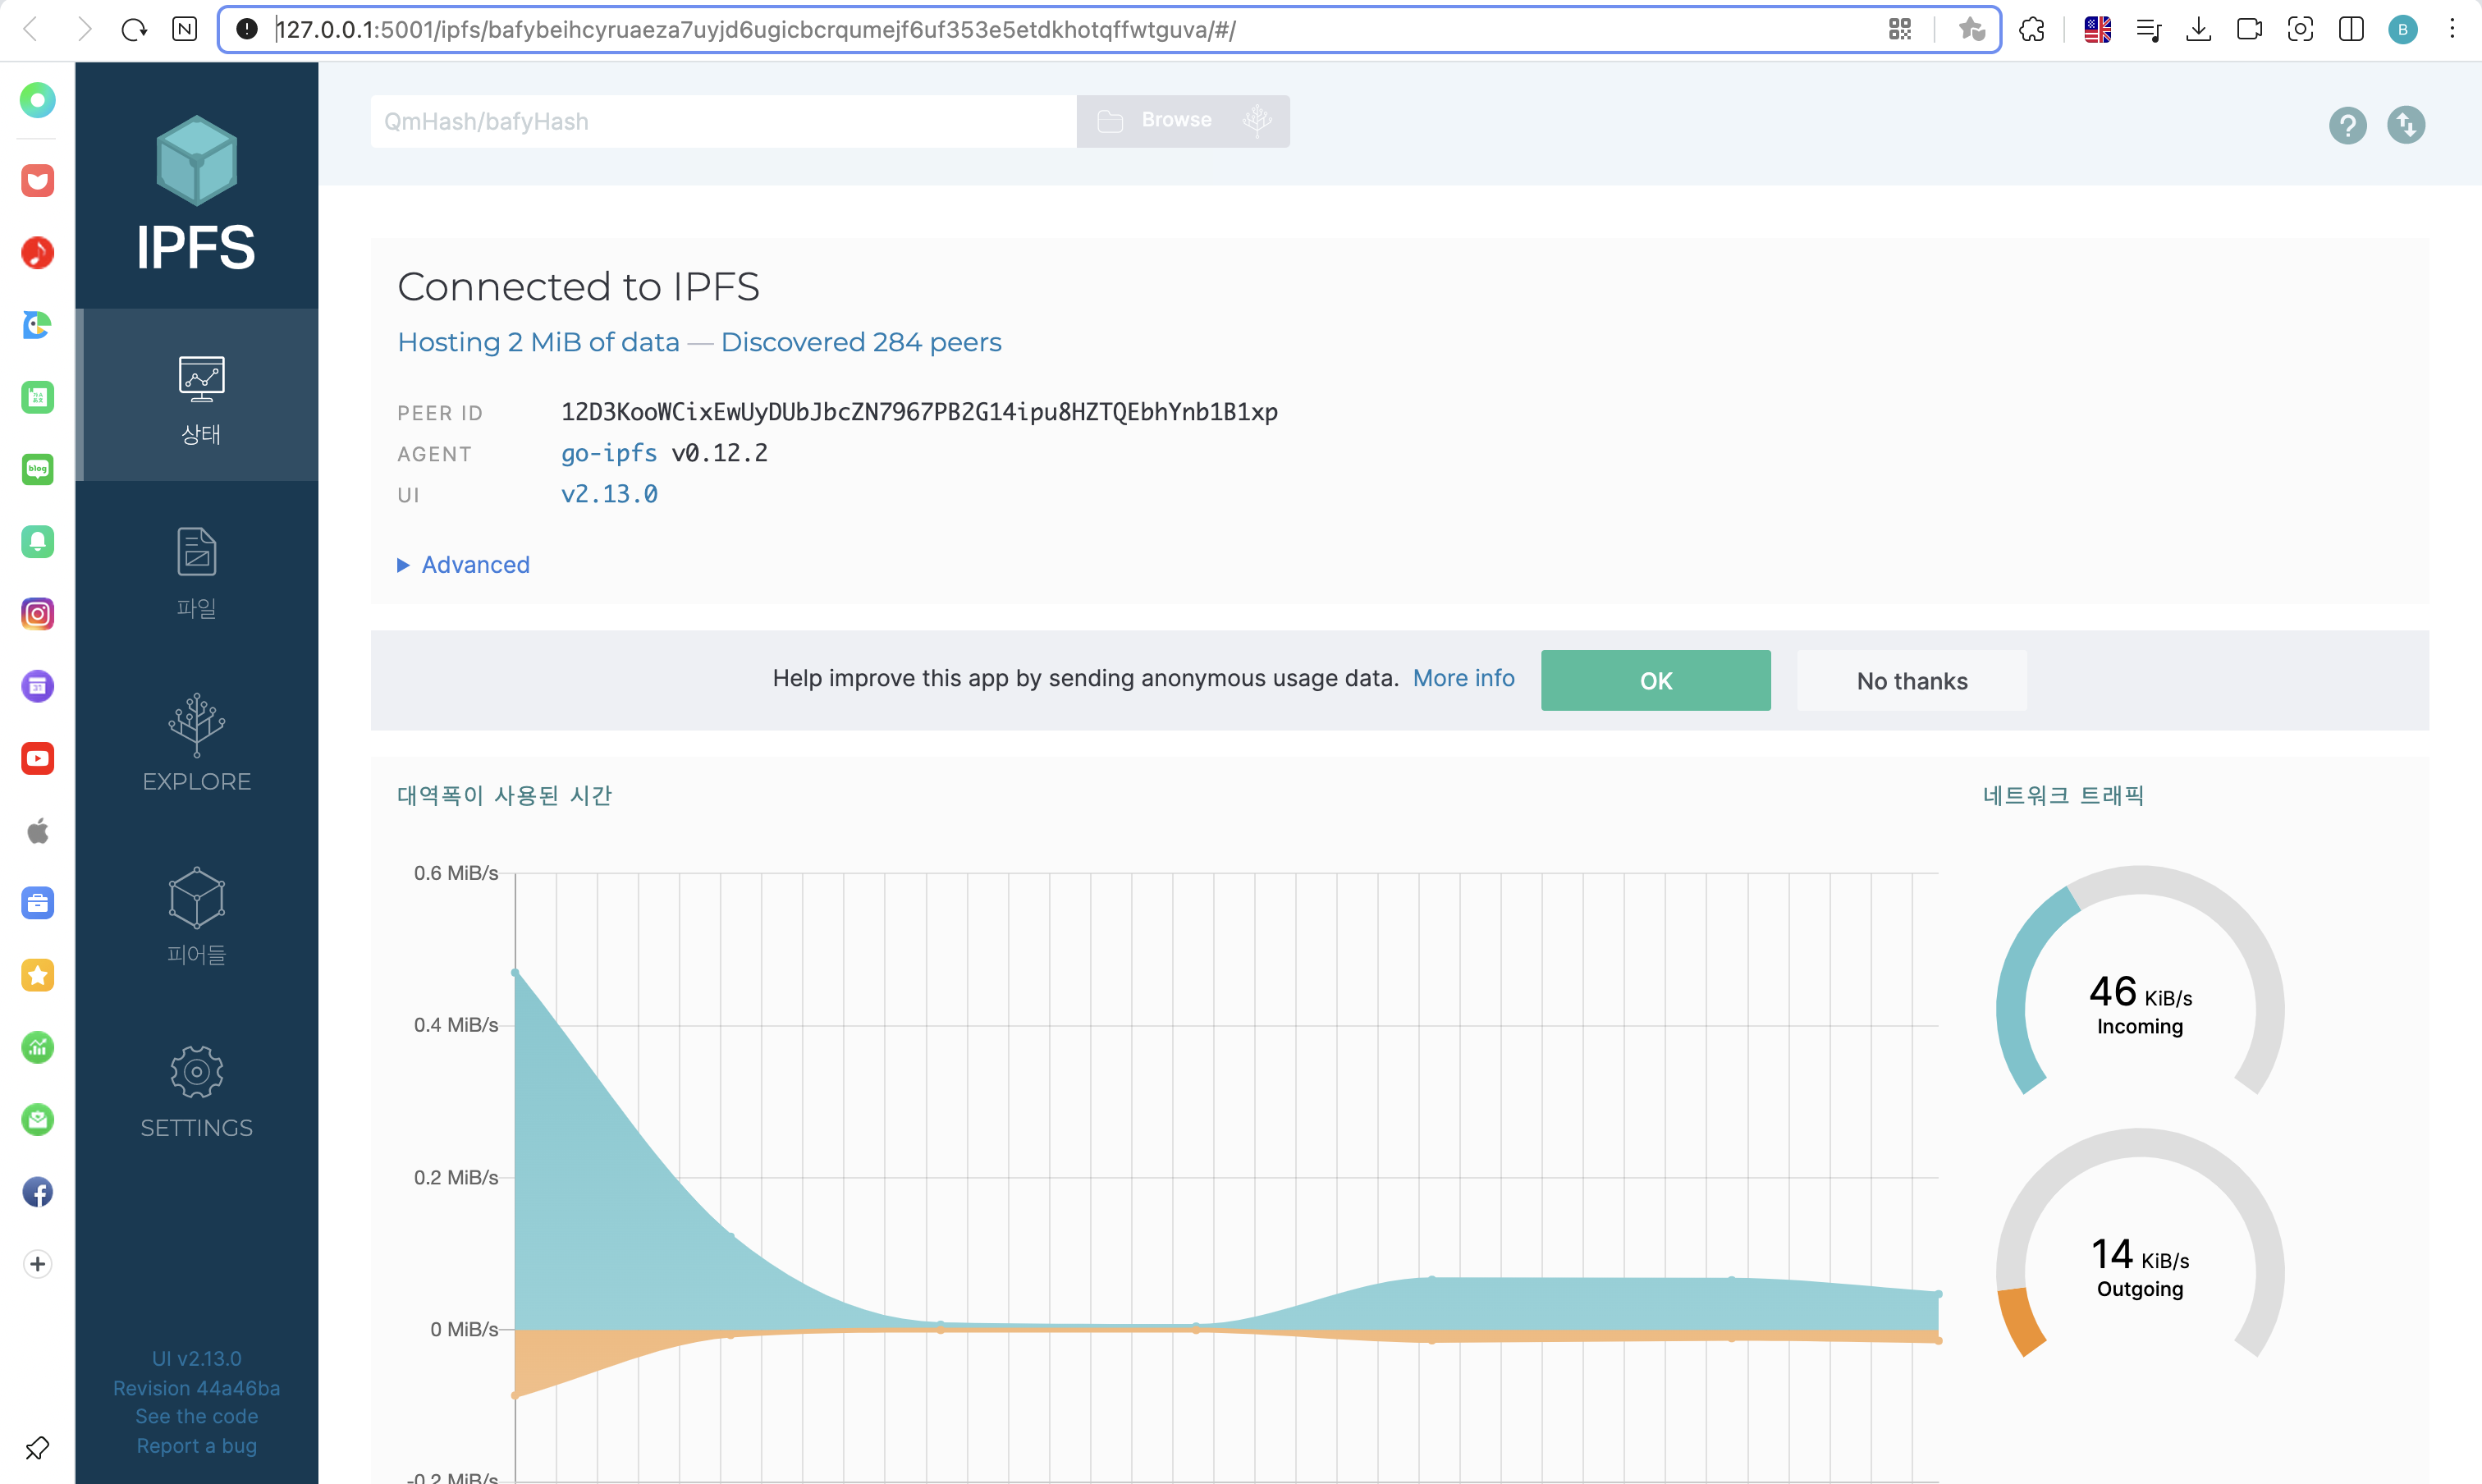 127.0.0.1:5001/ipfs/bafybeihcyruaeza7uyjd6ugicbcrqumejf6uf353e5etdkhotqffwtguva/#/
N
B
QmHash/bafyHash
Browse
?
IPFS
상태
파일
EXPLORE
피어들
SETTINGS
UI v2.13.0
Revision 44a46ba
See the code
Report a bug
blog
31
Connected to IPFS
Hosting 2 MiB of data — Discovered 284 peers
PEER ID 12D3KooWCixEwUyDUbJbcZN7967PB2G14ipu8HZTQEbhYnb1B1xp
AGENT go-ipfs v0.12.2
UI v2.13.0
Advanced
Help improve this app by sending anonymous usage data. More info OK No thanks
대역폭이 사용된 시간
0.6 MiB/s
0.4 MiB/s
0.2 MiB/s
0 MiB/s
-0.2 MiB/s
네트워크 트래픽
46 KiB/s
Incoming
14 KiB/s
Outgoing